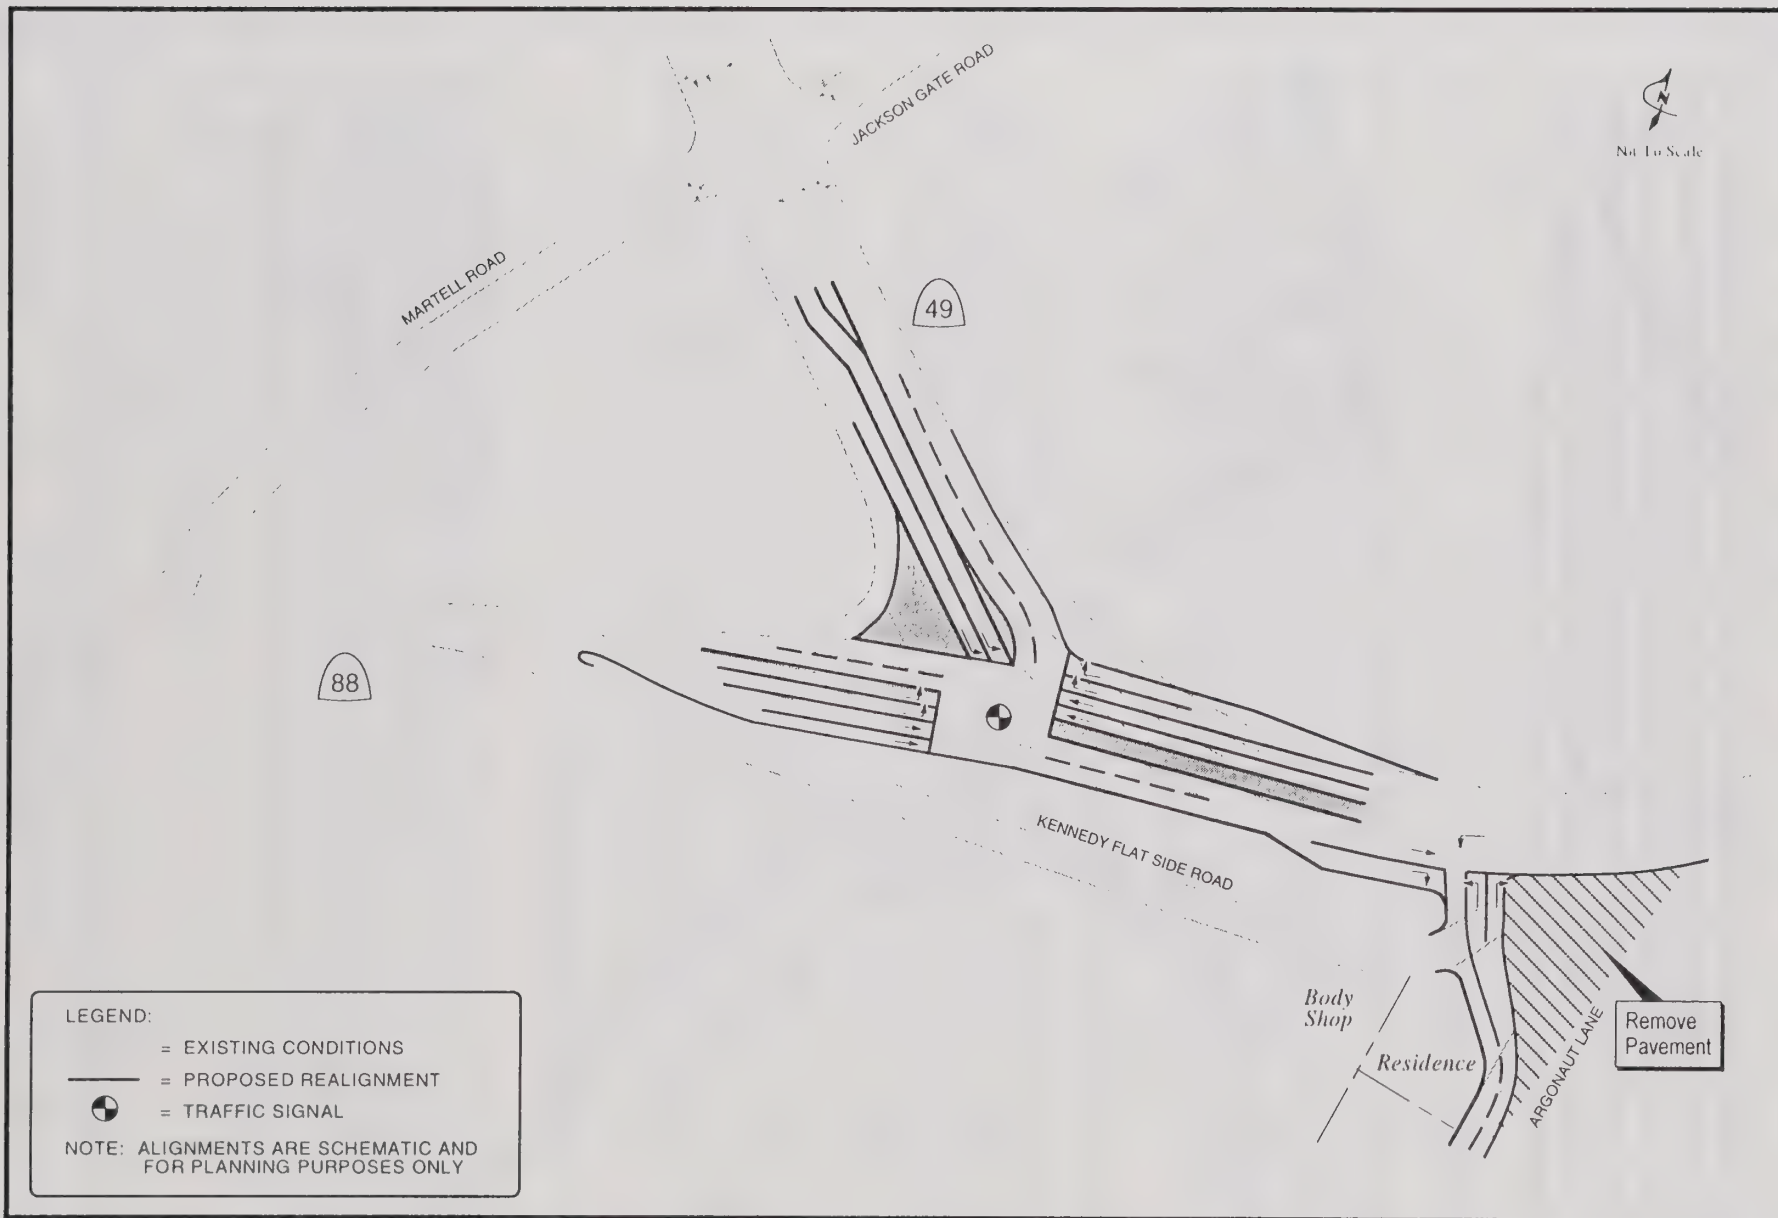 JACKSON GATE ROAD
N
Not To Scale
MARTELL ROAD
49
88
KENNEDY FLAT SIDE ROAD
Body
Shop
Residence
ARGONAUT LANE
Remove
Pavement
LEGEND:
= EXISTING CONDITIONS
= PROPOSED REALIGNMENT
= TRAFFIC SIGNAL
NOTE: ALIGNMENTS ARE SCHEMATIC AND
FOR PLANNING PURPOSES ONLY